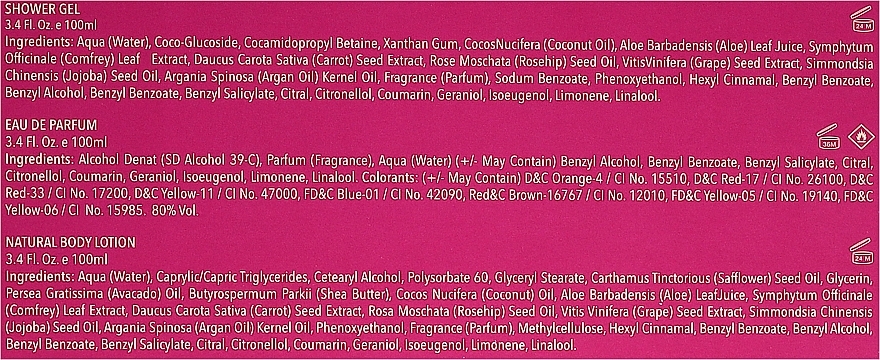 SHOWER GEL
3.4 Fl. Oz. e 100ml
24 M
Ingredients: Aqua (Water), Coco-Glucoside, Cocamidopropyl Betaine, Xanthan Gum, CocosNucifera (Coconut Oil), Aloe Barbadensis (Aloe) Leaf Juice, Symphytum
Officinale (Comfrey) Leaf Extract, Daucus Carota Sativa (Carrot) Seed Extract, Rose Moschata (Rosehip) Seed Oil, VitisVinifera (Grape) Seed Extract, Simmondsia
Chinensis (Jojoba) Seed Oil, Argania Spinosa (Argan Oil) Kernel Oil, Fragrance (Parfum), Sodum Benzoate, Phenoxyethanol, Hexyl Cinnamal, Benzyl Benzoate,
Benzyl Alcohol, Benzyl Benzoate, Benzyl Salicylate, Citral, Citronellol, Coumarin, Geraniol, Isoeugenol, Limonene, Linalool.
EAU DE PARFUM
3.4 Fl. Oz. e 100ml
36M
Ingredients: Alcohol Denat (SD Alcohol 39-C), Parfum (Fragrance), Aqua (Water) (+/- May Contain) Benzyl Alcohol, Benzyl Benzoate, Benzyl Salicylate, Citral,
Citronellol, Coumarin, Geraniol, Isoeugenol, Limonene, Linalool. Colorants: (+/- May Contain) D&C Orange-4 / CI No. 15510, D&C Red-17 / CI No. 26100, D&C
Red-33 / CI No. 17200, D&C Yellow-11 / CI No. 47000, FD&C Blue-01 / CI No. 42090, Red&C Brown-16767 / CI No. 12010, FD&C Yellow-05 / CI No. 19140, FD&C
Yellow-06 / CI No. 15985. 80% Vol.
NATURAL BODY LOTION
3.4 Fl. Oz. e 100ml
24 M
Ingredients: Aqua (Water), Caprylic/Capric Triglycerides, Cetearyl Alcohol, Polysorbate 60, Glyceryl Stearate, Carthamus Tinctorious (Safflower) Seed Oil, Glycerin,
Persea Gratissima (Avacado) Oil, Butyrospermum Parkii (Shea Butter), Cocos Nucifera (Coconut) Oil, Aloe Barbadensis (Aloe) LeafJuice, Symphytum Officinale
(Comfrey) Leaf Extract, Daucus Carota Sativa (Carrot) Seed Extract, Rosa Moschata (Rosehip) Seed Oil, Vitis Vinifera (Grape) Seed Extract, Simmondsia Chinensis
(Jojoba) Seed Oil, Argania Spinosa (Argan Oil) Kernel Oil, Phenoxyethanol, Fragrance (Parfum), Methylcellulose, Hexyl Cinnamal, Benzyl Benzoate, Benzyl Alcohol,
Benzyl Benzoate, Benzyl Salicylate, Citral, Citronellol, Coumarin, Geraniol, Isoeugenol, Limonene, Linalool.